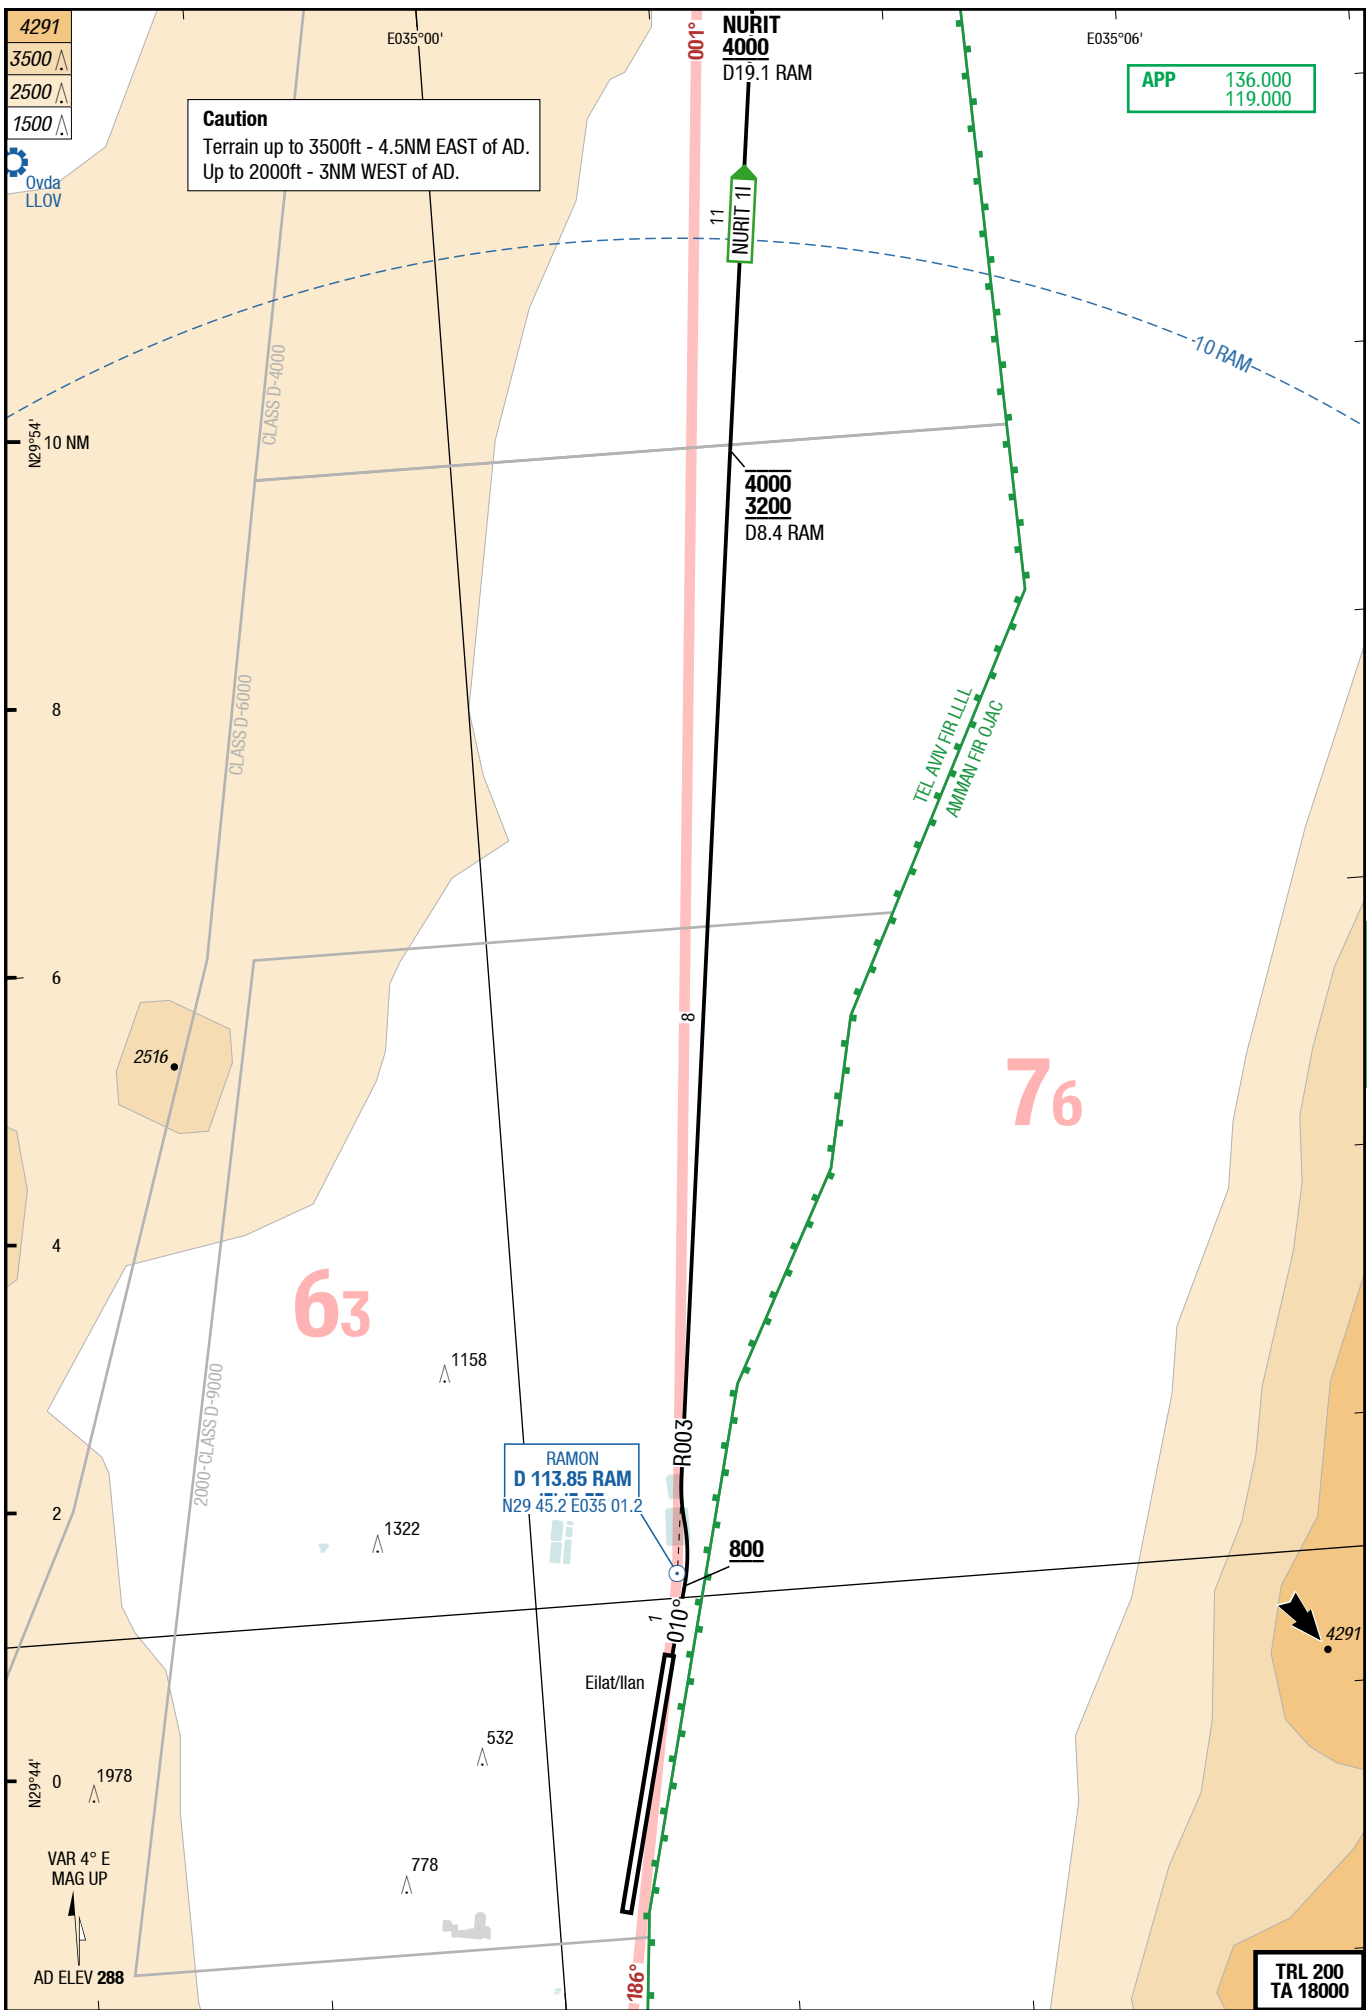 4291
3500
2500
1500
Ovda
LLOV
E035°00'
Caution
Terrain up to 3500ft - 4.5NM EAST of AD.
Up to 2000ft - 3NM WEST of AD.
001°
NURIT
4000
D19.1 RAM
E035°06'
APP 136.000
119.000
11
NURIT 1I
10 RAM
CLASS D-4000
N29°54'
10 NM
4000
3200
D8.4 RAM
CLASS D-6000
8
TEL AVIV FIR LLLL
AMMAN FIR OJAC
6
8
2516
76
4
63
1158
2000-CLASS D-9000
R003
RAMON
D 113.85 RAM
N29 45.2 E035 01.2
2
1322
800
1
010°
4291
Eilat/Ilan
532
N29°44'
0
1978
778
VAR 4° E
MAG UP
AD ELEV 288
186°
TRL 200
TA 18000